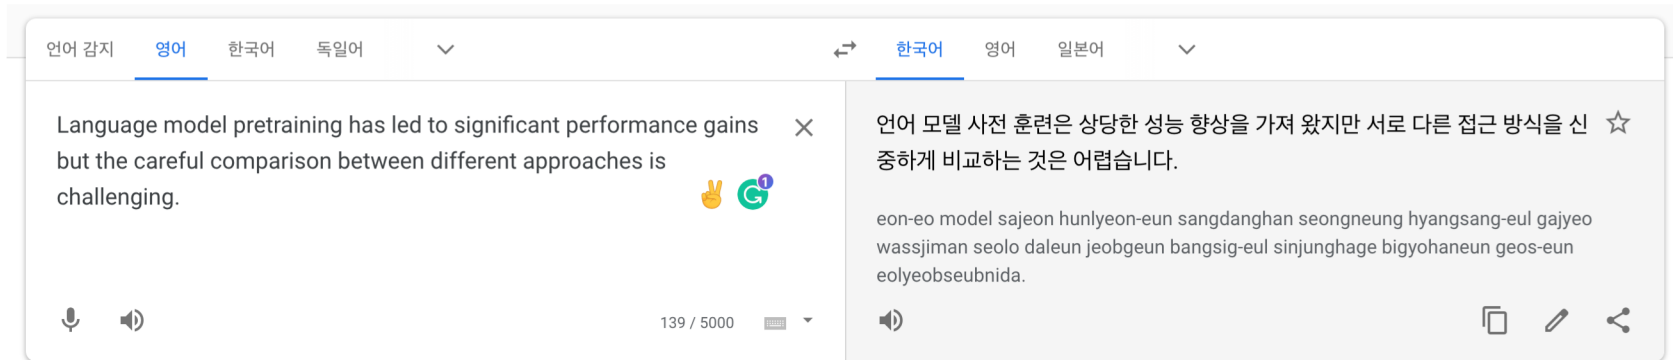 언어 감지 영어 한국어 독일어 한국어 영어 일본어
Language model pretraining has led to significant performance gains
but the careful comparison between different approaches is
challenging.
1
139 / 5000
언어 모델 사전 훈련은 상당한 성능 향상을 가져 왔지만 서로 다른 접근 방식을 신
중하게 비교하는 것은 어렵습니다.
eon-eo model sajeon hunlyeon-eun sangdanghan seongneung hyangsang-eul gajyeo
wassjiman seolo daleun jeobgeun bangsig-eul sinjunghage bigyohaneun geos-eun
eolyeobseubnida.